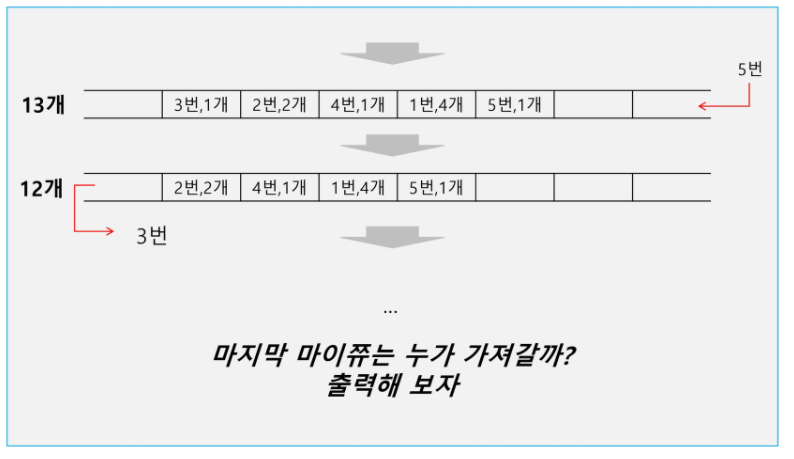 5번
13개 3번,1개 2번,2개 4번,1개 1번,4개 5번,1개
12개 2번,2개 4번,1개 1번,4개 5번,1개
3번
...
마지막 마이쮸는 누가 가져갈까?
출력해 보자